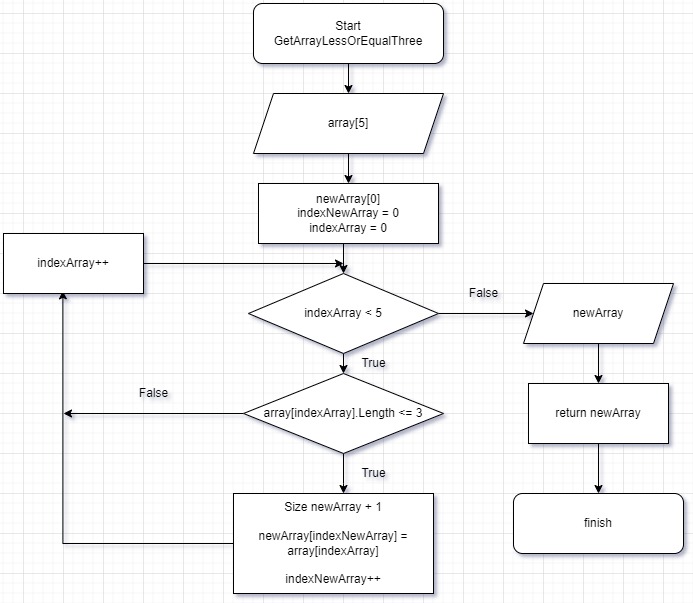 Start
GetArrayLessOrEqualThree
array[5]
newArray[0]
indexNewArray = 0
indexArray = 0
indexArray++
indexArray < 5
False
newArray
True
array[indexArray].Length <= 3
False
return newArray
True
Size newArray + 1
newArray[indexNewArray] =
array[indexArray]
indexNewArray++
finish